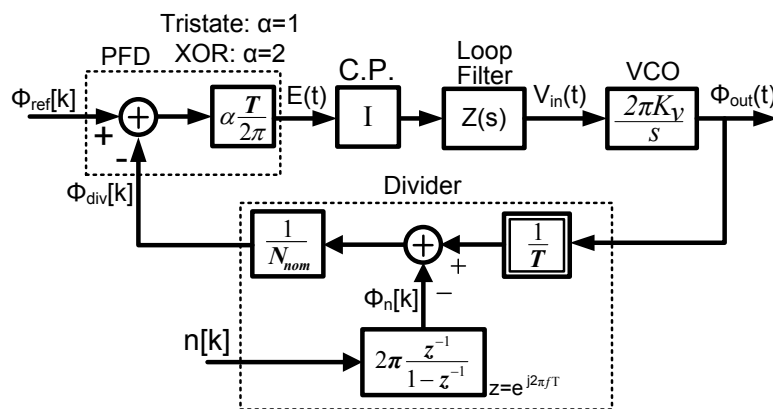 Tristate: α=1
PFD XOR: α=2
C.P.
Loop
Filter
VCO
Φref[k]
+
-
α T/2π
E(t)
I
Z(s)
Vin(t)
2πKv/s
Φout(t)
Φdiv[k]
Divider
1/Nnom
+
−
1/T
Φn[k]
n[k]
2π z⁻¹/1−z⁻¹
z=e^j2πfT